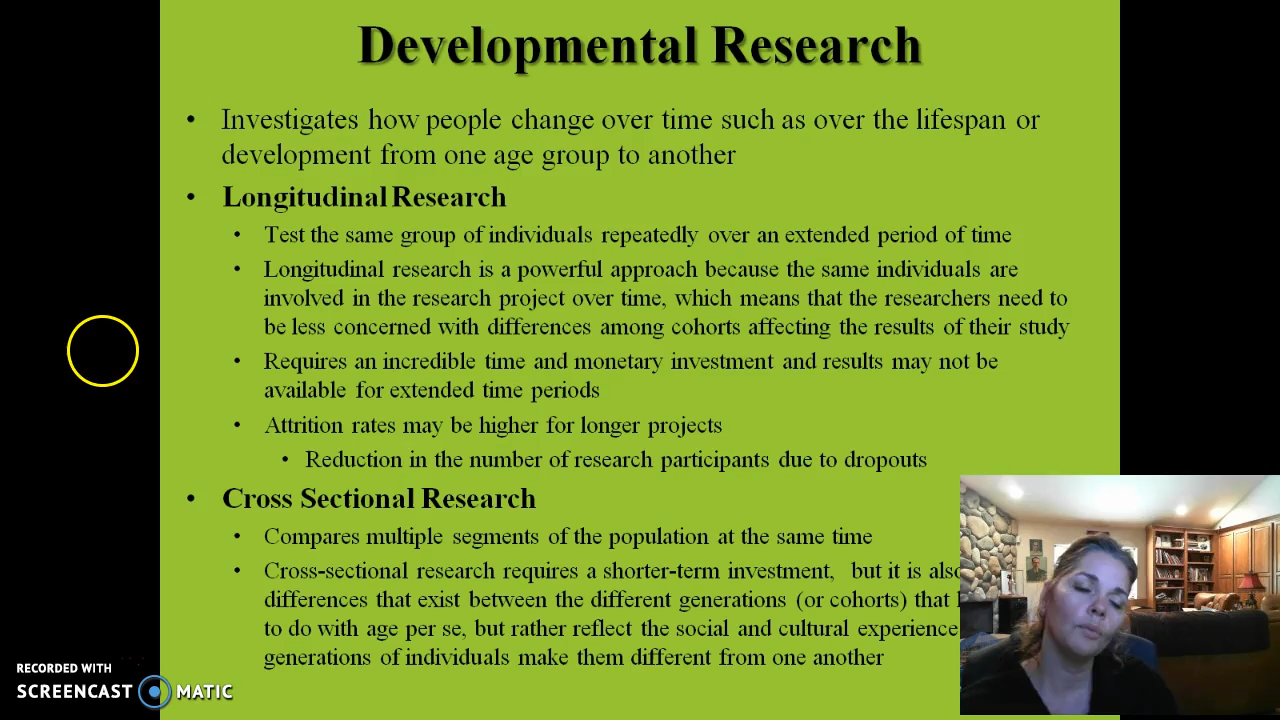 Developmental Research
• Investigates how people change over time such as over the lifespan or
development from one age group to another
• Longitudinal Research
• Test the same group of individuals repeatedly over an extended period of time
• Longitudinal research is a powerful approach because the same individuals are
involved in the research project over time, which means that the researchers need to
be less concerned with differences among cohorts affecting the results of their study
• Requires an incredible time and monetary investment and results may not be
available for extended time periods
• Attrition rates may be higher for longer projects
• Reduction in the number of research participants due to dropouts
• Cross Sectional Research
• Compares multiple segments of the population at the same time
• Cross-sectional research requires a shorter-term investment, but it is also
differences that exist between the different generations (or cohorts) that
to do with age per se, but rather reflect the social and cultural experience
generations of individuals make them different from one another
RECORDED WITH
SCREENCAST MATIC